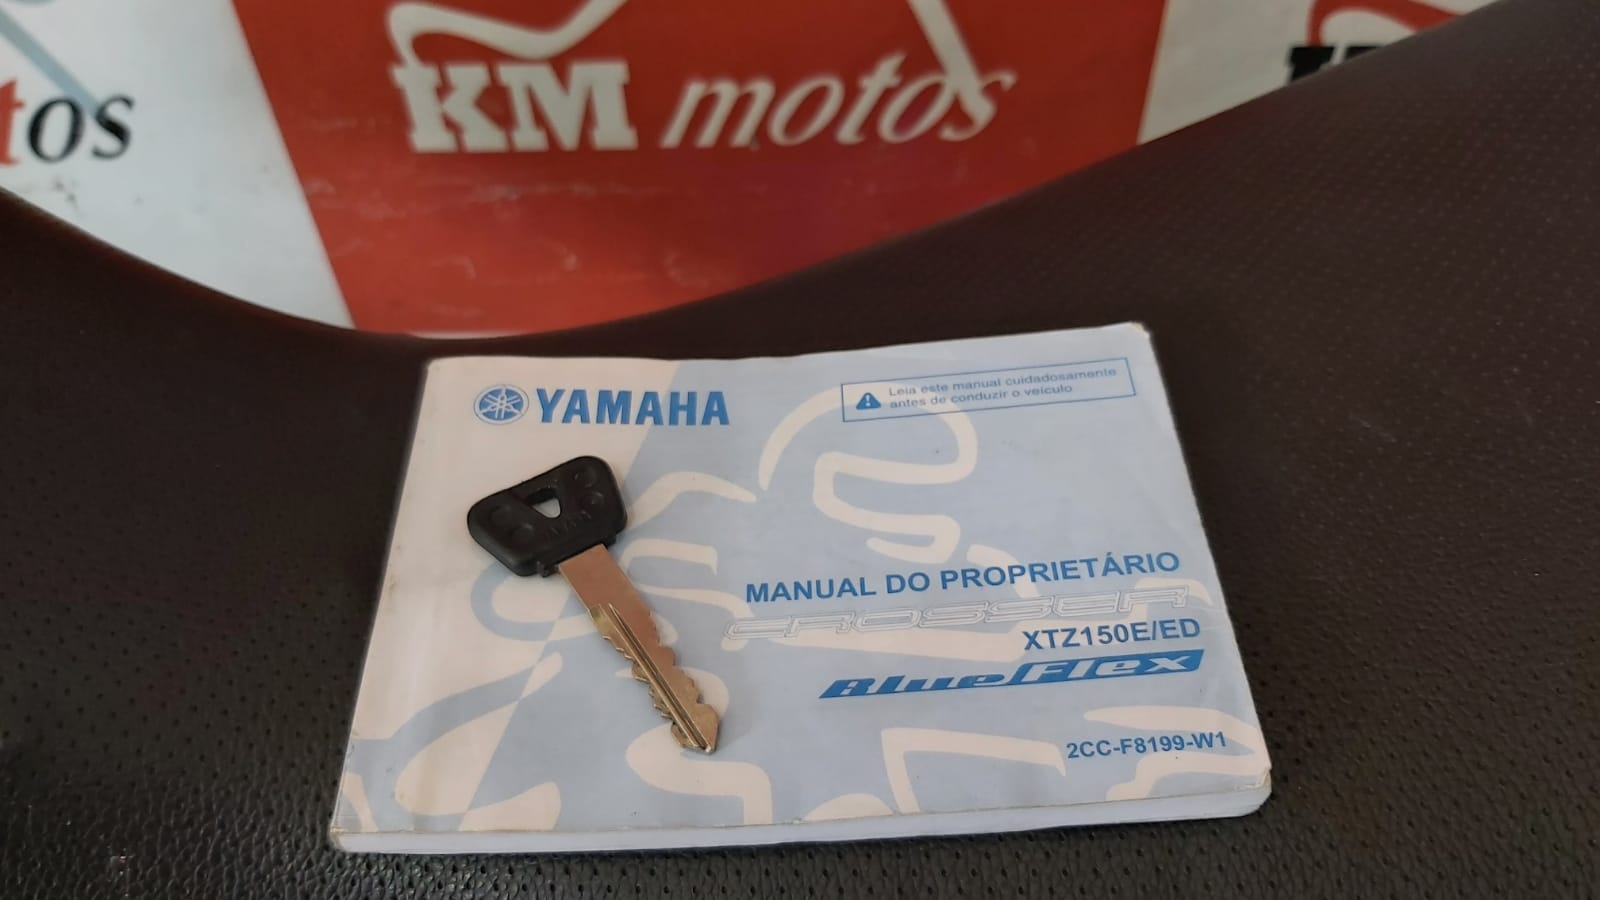 KM motos
tos
YAMAHA
Leia este manual cuidadosamente
antes de conduzir o veículo
MANUAL DO PROPRIETÁRIO
CROSSER
XTZ150E/ED
BlueFlex
2CC-F8199-W1